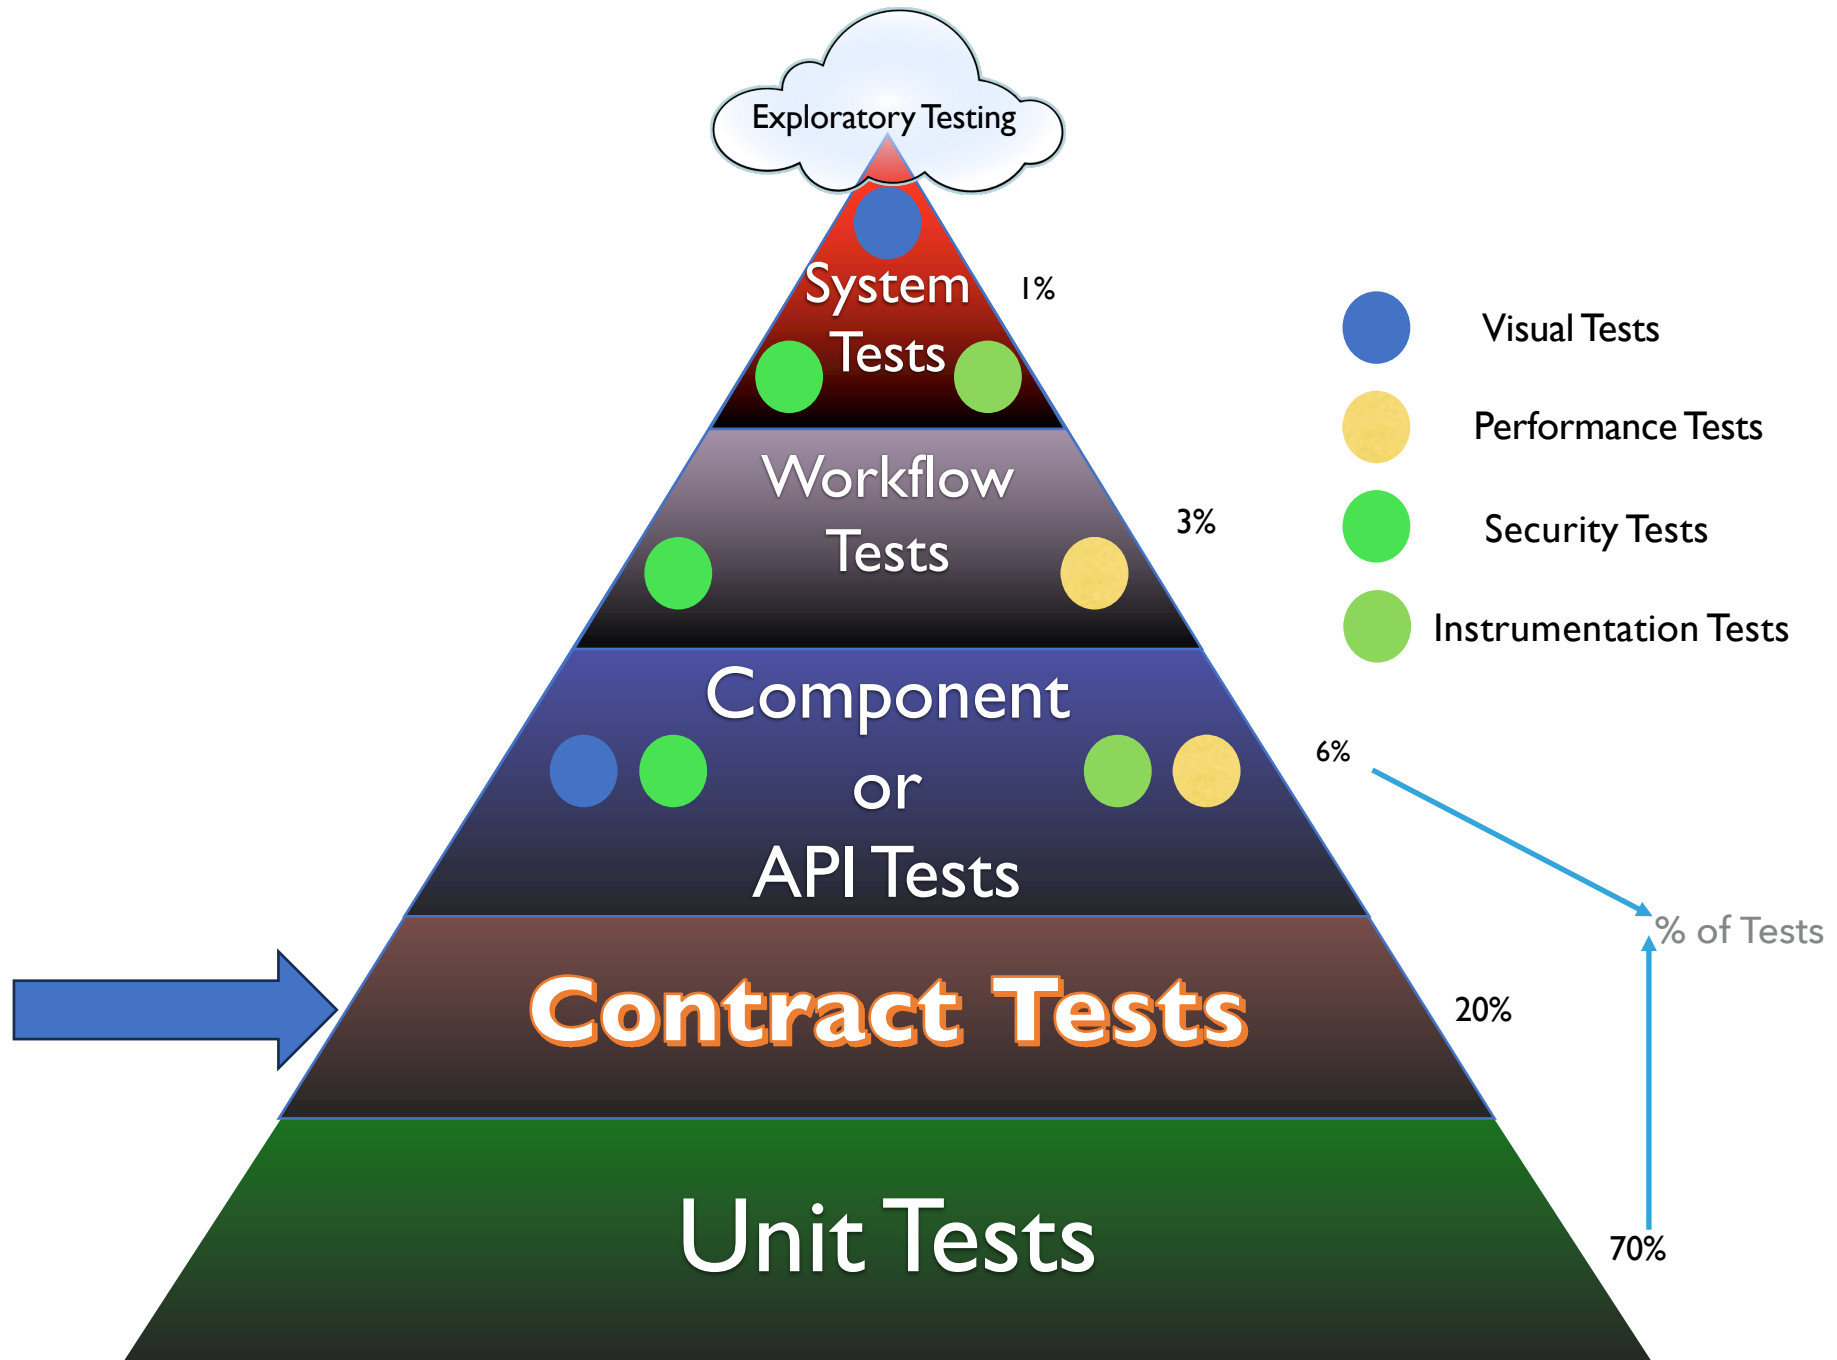 Exploratory Testing
System
Tests
1%
Visual Tests
Performance Tests
Security Tests
Instrumentation Tests
Workflow
Tests
3%
Component
or
API Tests
6%
% of Tests
Contract Tests
20%
Unit Tests
70%